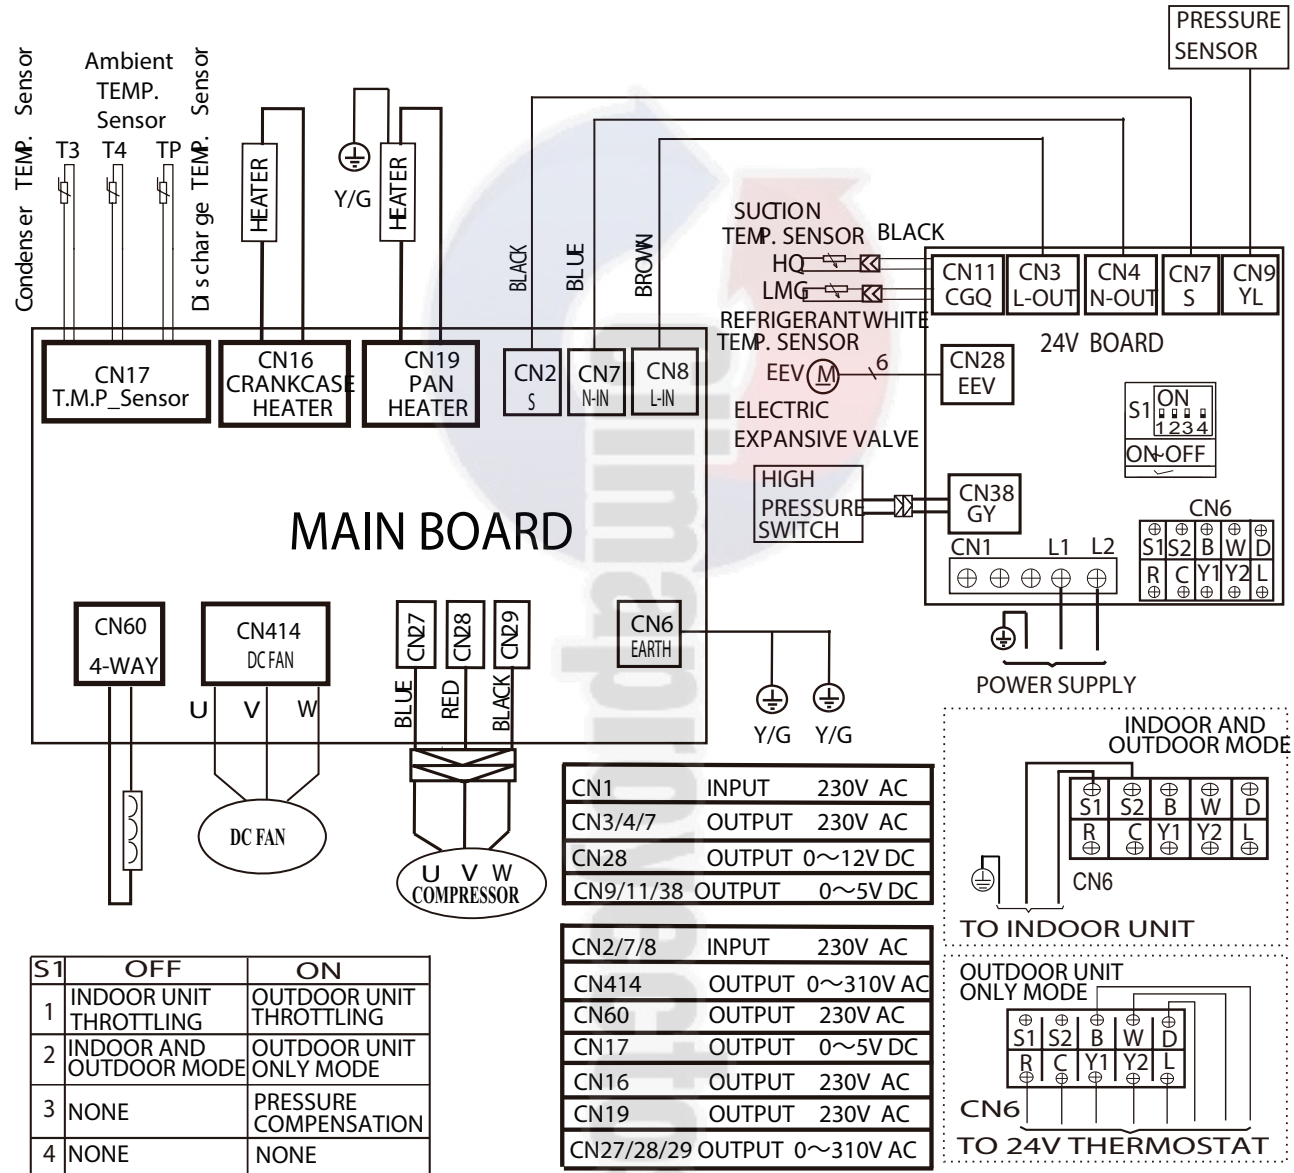 PRESSURE
SENSOR
Condenser TEMP. Sensor
Ambient
TEMP.
Sensor
Discharge TEMP. Sensor
T3
T4
TP
HEATER
Y/G
HEATER
BLACK
BLUE
BROWN
SUCTION
TEMP. SENSOR
BLACK
HQ
LMG
REFRIGERANT WHITE
TEMP. SENSOR
EEV
M
6
ELECTRIC
EXPANSIVE VALVE
HIGH
PRESSURE
SWITCH
CN11
CGQ
CN3
L-OUT
CN4
N-OUT
CN7
S
CN9
YL
24V BOARD
CN28
EEV
S1
ON
1234
ON~OFF
CN38
GY
CN6
S1 S2 B W D
R C Y1 Y2 L
CN1
L1 L2
POWER SUPPLY
CN17
T.M.P_Sensor
CN16
CRANKCASE
HEATER
CN19
PAN
HEATER
CN2
S
CN7
N-IN
CN8
L-IN
MAIN BOARD
CN60
4-WAY
CN414
DC FAN
U V W
DC FAN
CN27
CN28
CN29
BLUE
RED
BLACK
U V W
COMPRESSOR
CN6
EARTH
Y/G Y/G
CN1 INPUT 230V AC
CN3/4/7 OUTPUT 230V AC
CN28 OUTPUT 0～12V DC
CN9/11/38 OUTPUT 0～5V DC
CN2/7/8 INPUT 230V AC
CN414 OUTPUT 0～310V AC
CN60 OUTPUT 230V AC
CN17 OUTPUT 0～5V DC
CN16 OUTPUT 230V AC
CN19 OUTPUT 230V AC
CN27/28/29 OUTPUT 0～310V AC
S1 OFF ON
1 INDOOR UNIT THROTTLING OUTDOOR UNIT THROTTLING
2 INDOOR AND OUTDOOR MODE OUTDOOR UNIT ONLY MODE
3 NONE PRESSURE COMPENSATION
4 NONE NONE
INDOOR AND
OUTDOOR MODE
S1 S2 B W D
R C Y1 Y2 L
CN6
TO INDOOR UNIT
OUTDOOR UNIT
ONLY MODE
S1 S2 B W D
R C Y1 Y2 L
CN6
TO 24V THERMOSTAT